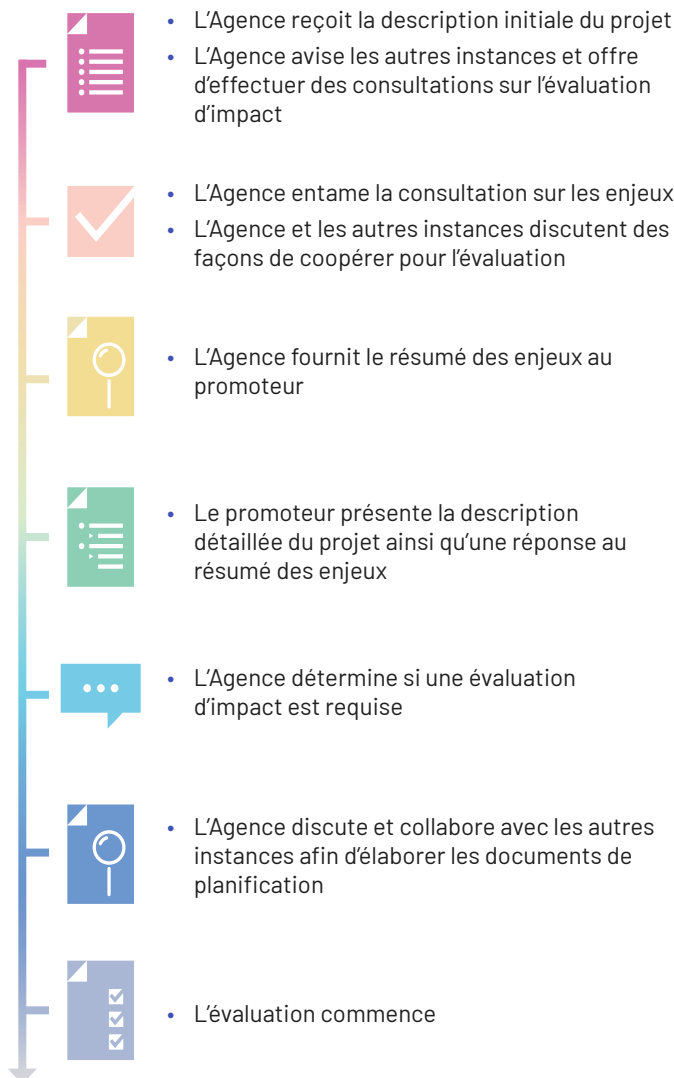 • L'Agence reçoit la description initiale du projet
• L'Agence avise les autres instances et offre
d'effectuer des consultations sur l'évaluation
d'impact
• L'Agence entame la consultation sur les enjeux
• L'Agence et les autres instances discutent des
façons de coopérer pour l'évaluation
• L'Agence fournit le résumé des enjeux au
promoteur
• Le promoteur présente la description
détaillée du projet ainsi qu'une réponse au
résumé des enjeux
• L'Agence détermine si une évaluation
d'impact est requise
• L'Agence discute et collabore avec les autres
instances afin d'élaborer les documents de
planification
• L'évaluation commence